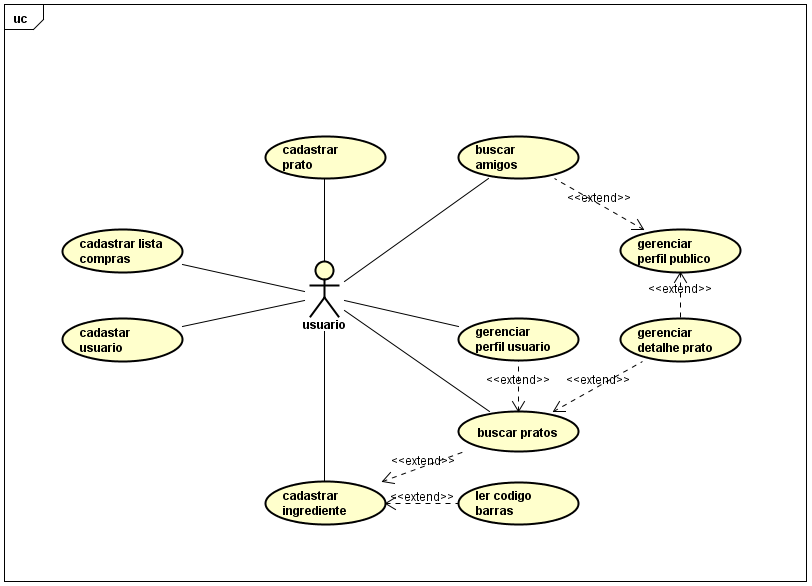 uc
cadastrar
prato
buscar
amigos
<<extend>>
cadastrar lista
compras
gerenciar
perfil publico
<<extend>>
usuario
cadastar
usuario
gerenciar
perfil usuario
gerenciar
detalhe prato
<<extend>>
<<extend>>
buscar pratos
<<extend>>
cadastrar
ingrediente
<<extend>>
ler codigo
barras